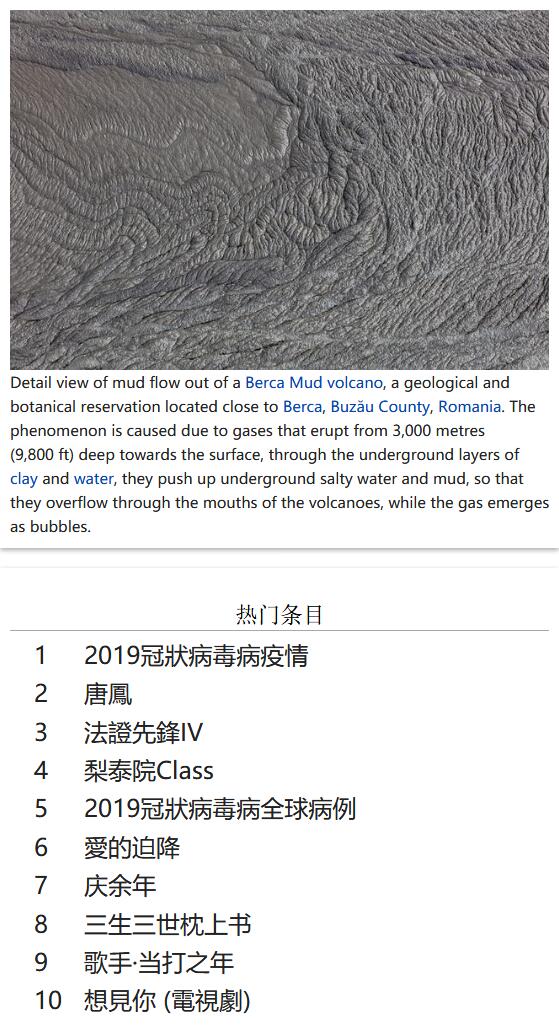 Detail view of mud flow out of a Berca Mud volcano, a geological and
botanical reservation located close to Berca, Buzău County, Romania. The
phenomenon is caused due to gases that erupt from 3,000 metres
(9,800 ft) deep towards the surface, through the underground layers of
clay and water, they push up underground salty water and mud, so that
they overflow through the mouths of the volcanoes, while the gas emerges
as bubbles.
热门条目
1 2019冠狀病毒病疫情
2 唐鳳
3 法證先鋒IV
4 梨泰院Class
5 2019冠狀病毒病全球病例
6 愛的迫降
7 庆余年
8 三生三世枕上书
9 歌手·当打之年
10 想見你 (電視劇)